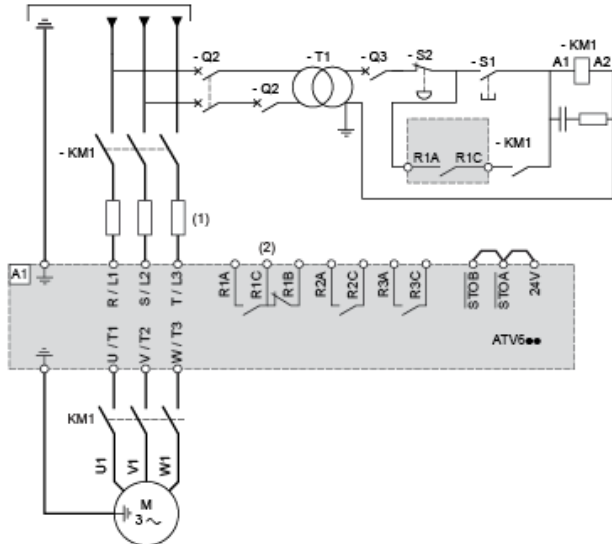 - Q2
- T1
- Q3
- S2
- S1
- KM1
A1
A2
- Q2
- KM1
R1A
R1C
- KM1
(1)
(2)
A1
R / L1
S / L2
T / L3
R1A
R1C
R1B
R2A
R2C
R3A
R3C
STOB
STOA
24V
U / T1
V / T2
W / T3
ATV6●●
KM1
U1
V1
W1
M
3 ~